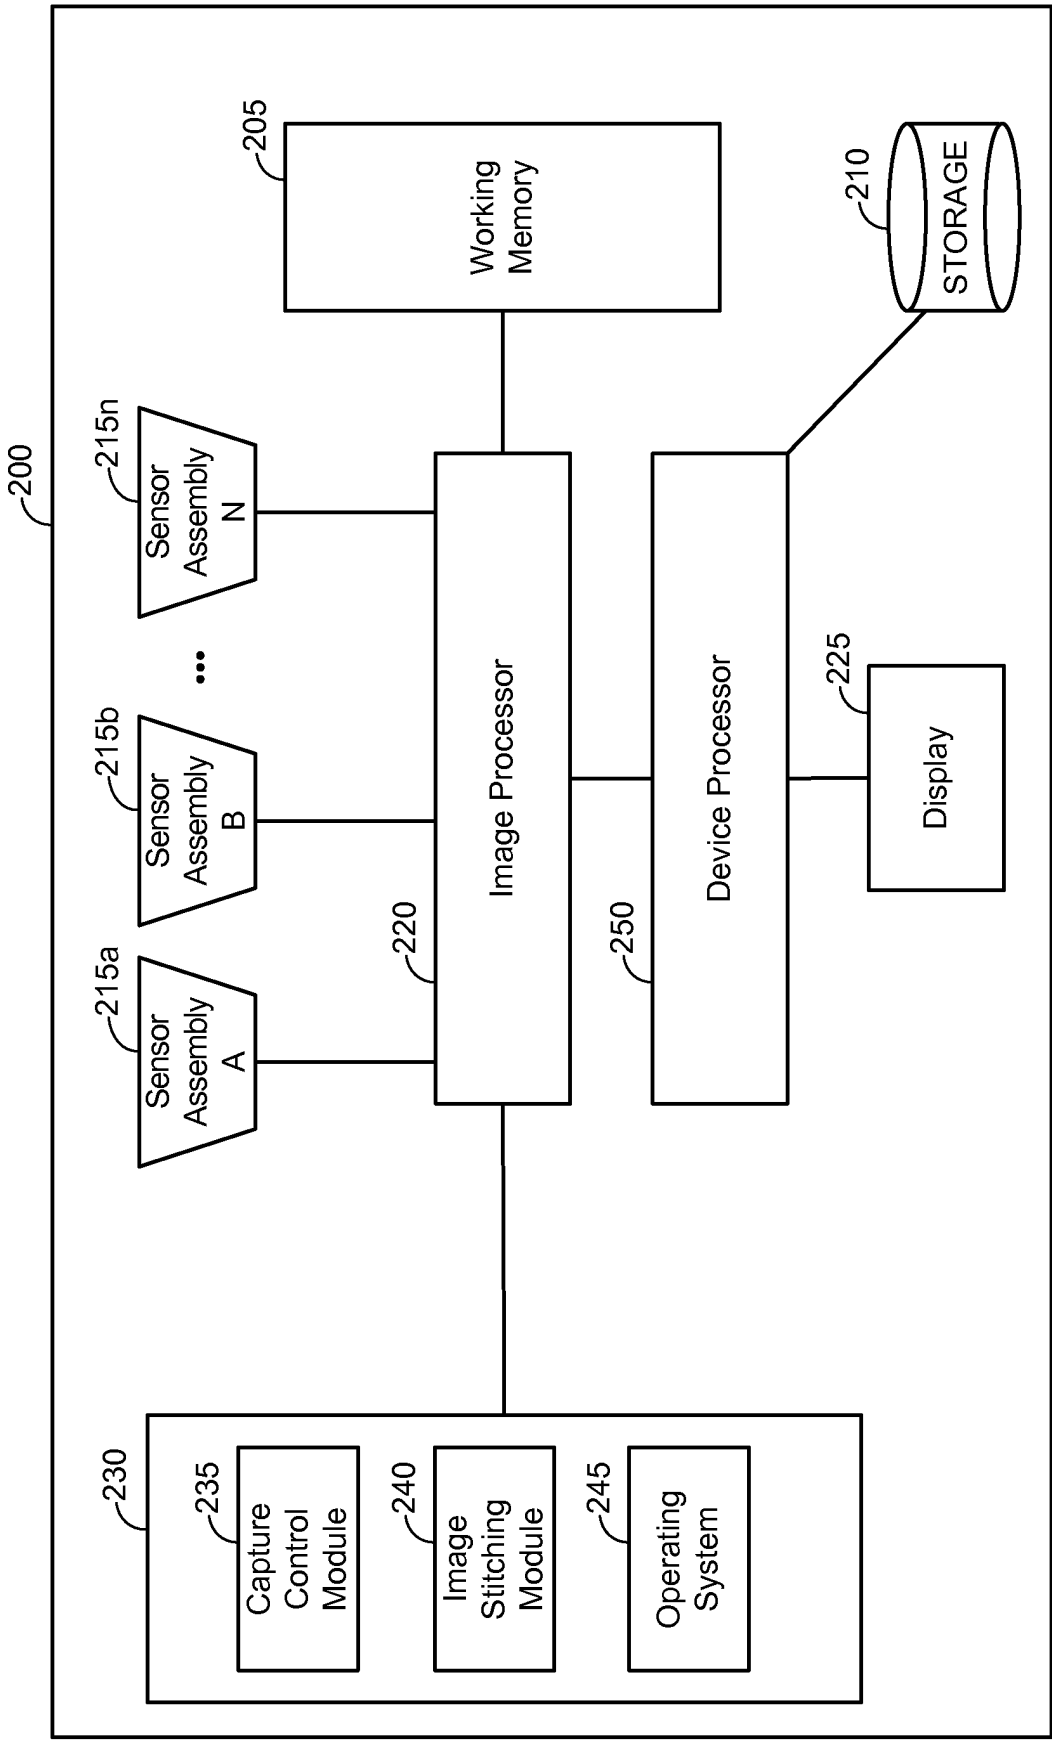 200
215a
Sensor
Assembly
A
215b
Sensor
Assembly
B
...
215n
Sensor
Assembly
N
205
Working
Memory
230
235
Capture
Control
Module
240
Image
Stitching
Module
245
Operating
System
220
Image Processor
250
Device Processor
210
STORAGE
225
Display